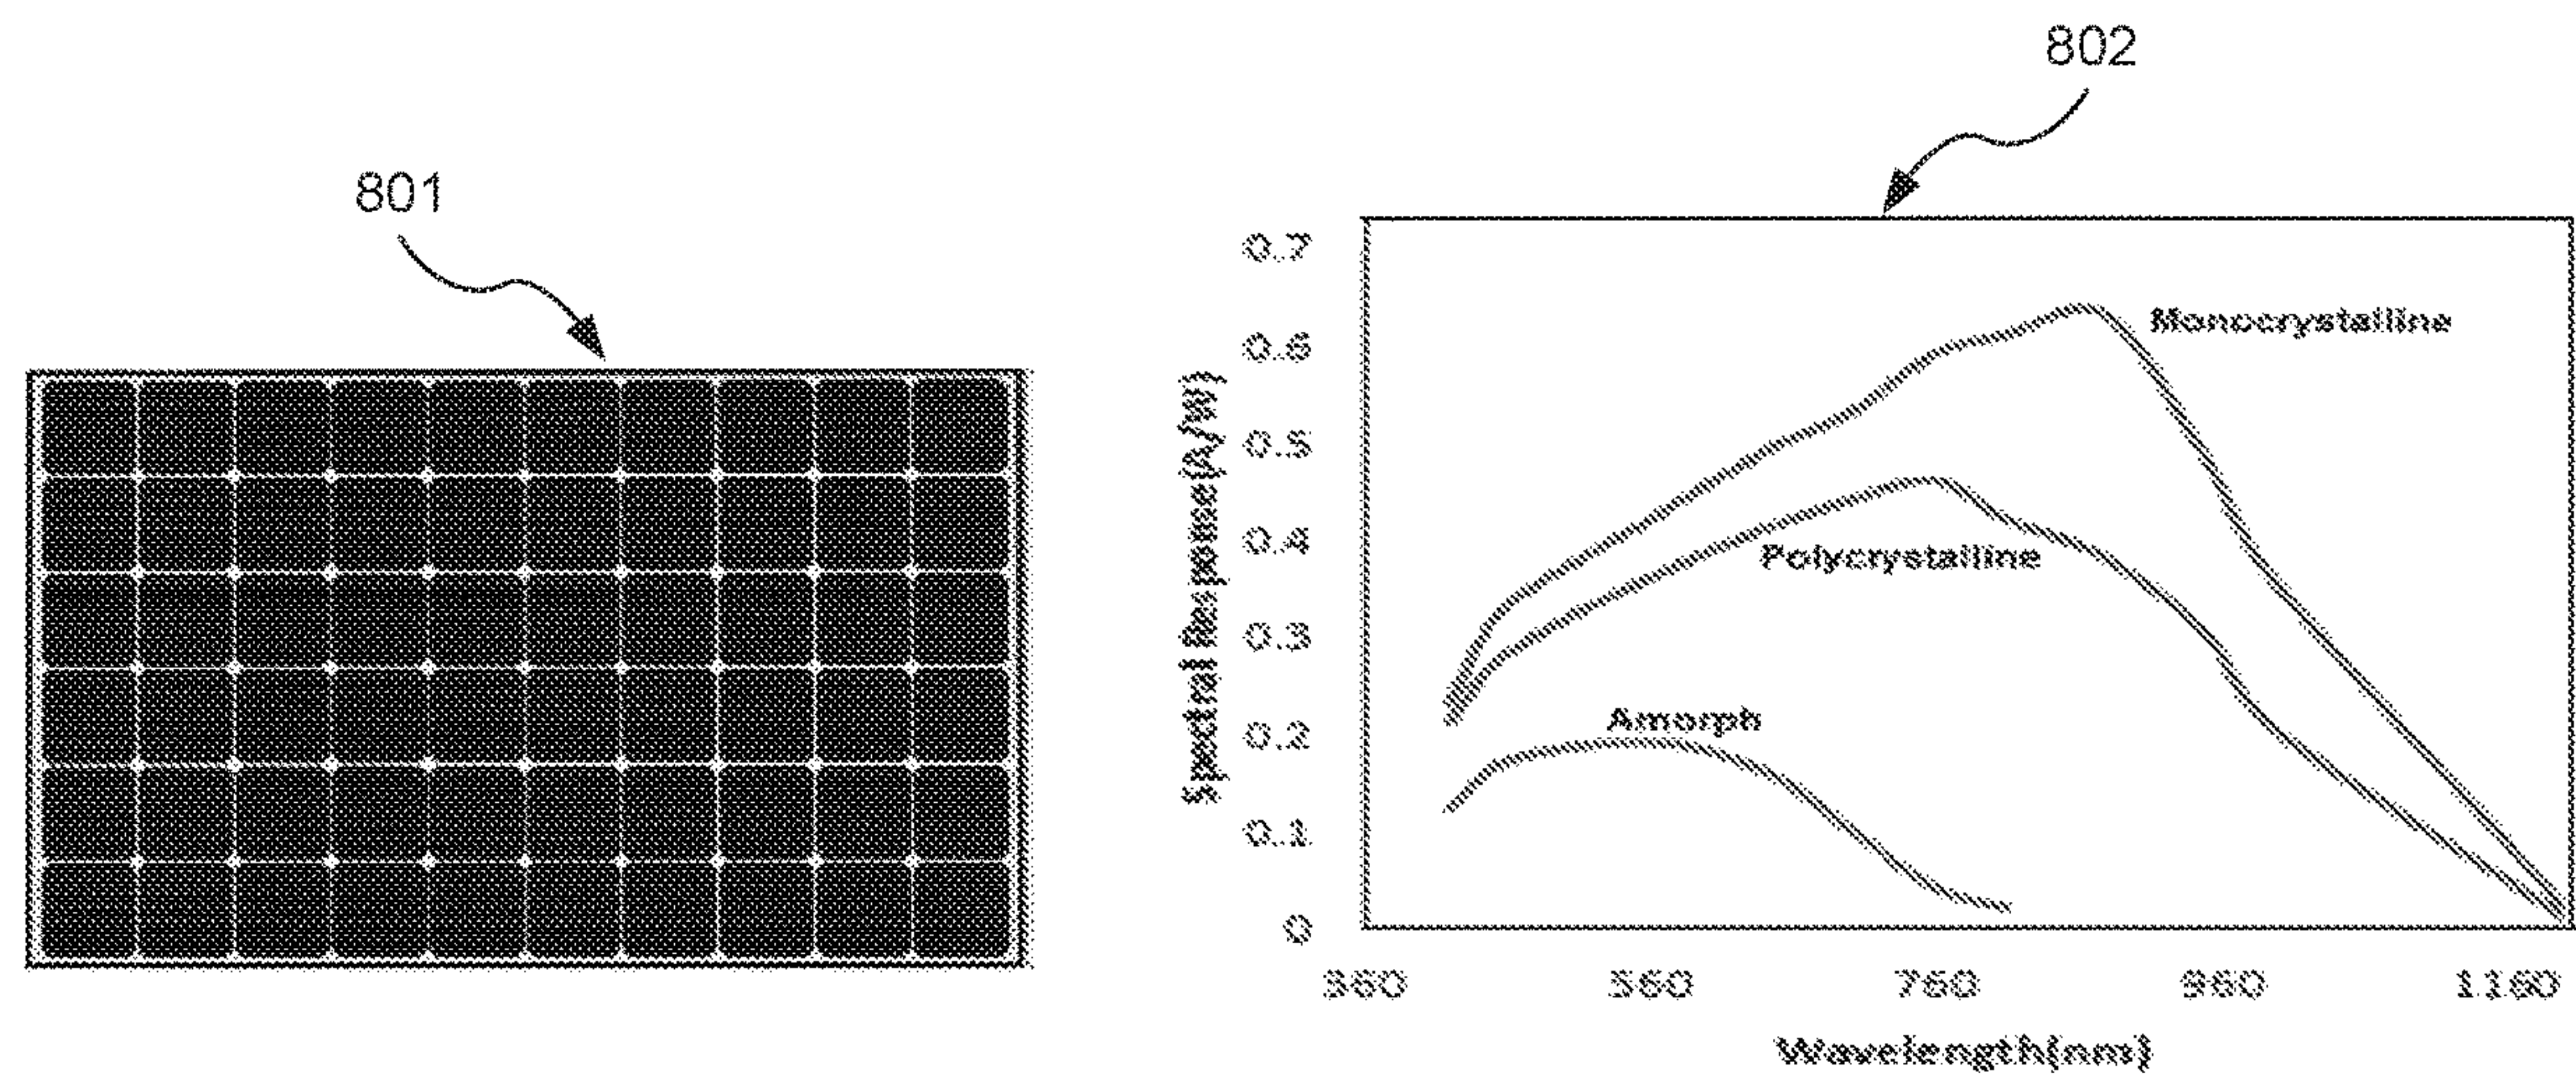 801
802
0.7
0.6
0.5
0.4
0.3
0.2
0.1
0
Spectral Response(A/W)
Monocrystalline
Polycrystalline
Amorph
360 560 760 960 1160
Wavelength(nm)